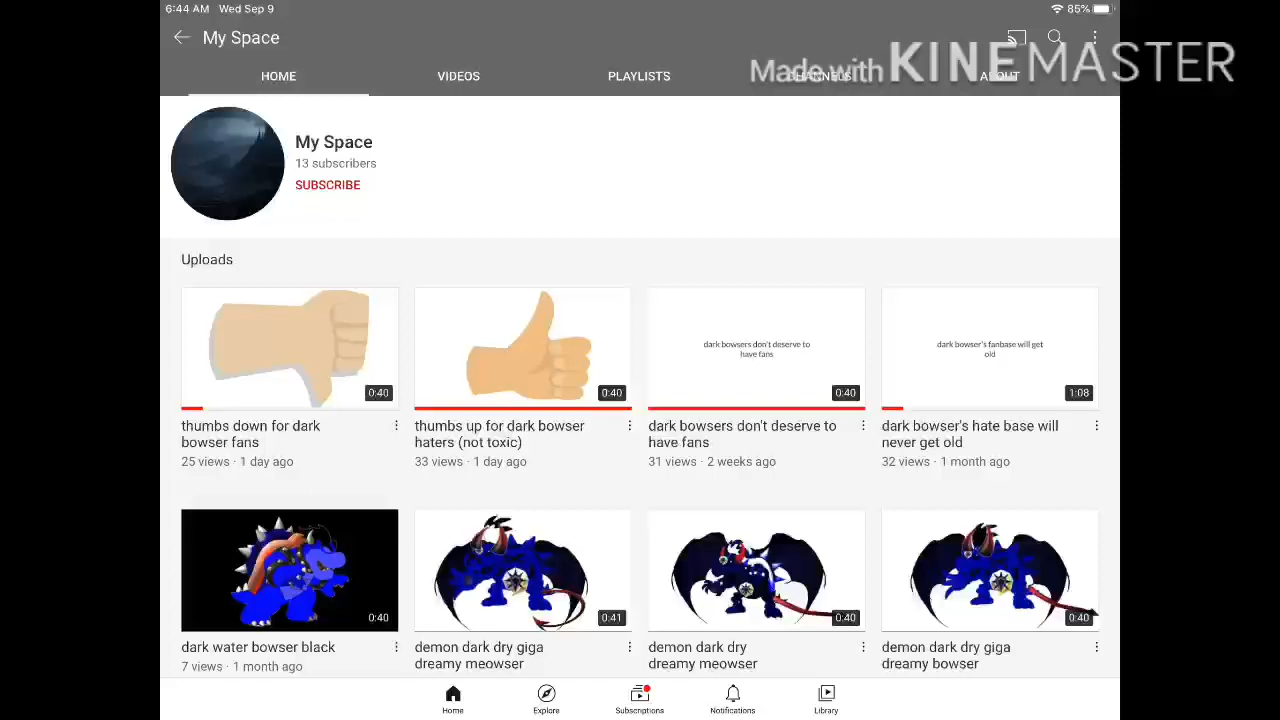 6:44 AM Wed Sep 9
85%
My Space
Made with KINEMASTER
HOME
VIDEOS
PLAYLISTS
CHANNELS
ABOUT
My Space
13 subscribers
SUBSCRIBE
Uploads
0:40
0:40
dark bowsers don't deserve to
have fans
0:40
dark bowser's fanbase will get
old
1:08
thumbs down for dark
bowser fans
25 views · 1 day ago
thumbs up for dark bowser
haters (not toxic)
33 views · 1 day ago
dark bowsers don't deserve to
have fans
31 views · 2 weeks ago
dark bowser's hate base will
never get old
32 views · 1 month ago
0:40
0:41
0:40
0:40
dark water bowser black
7 views · 1 month ago
demon dark dry giga
dreamy meowser
demon dark dry
dreamy meowser
demon dark dry giga
dreamy bowser
Home
Explore
Subscriptions
Notifications
Library